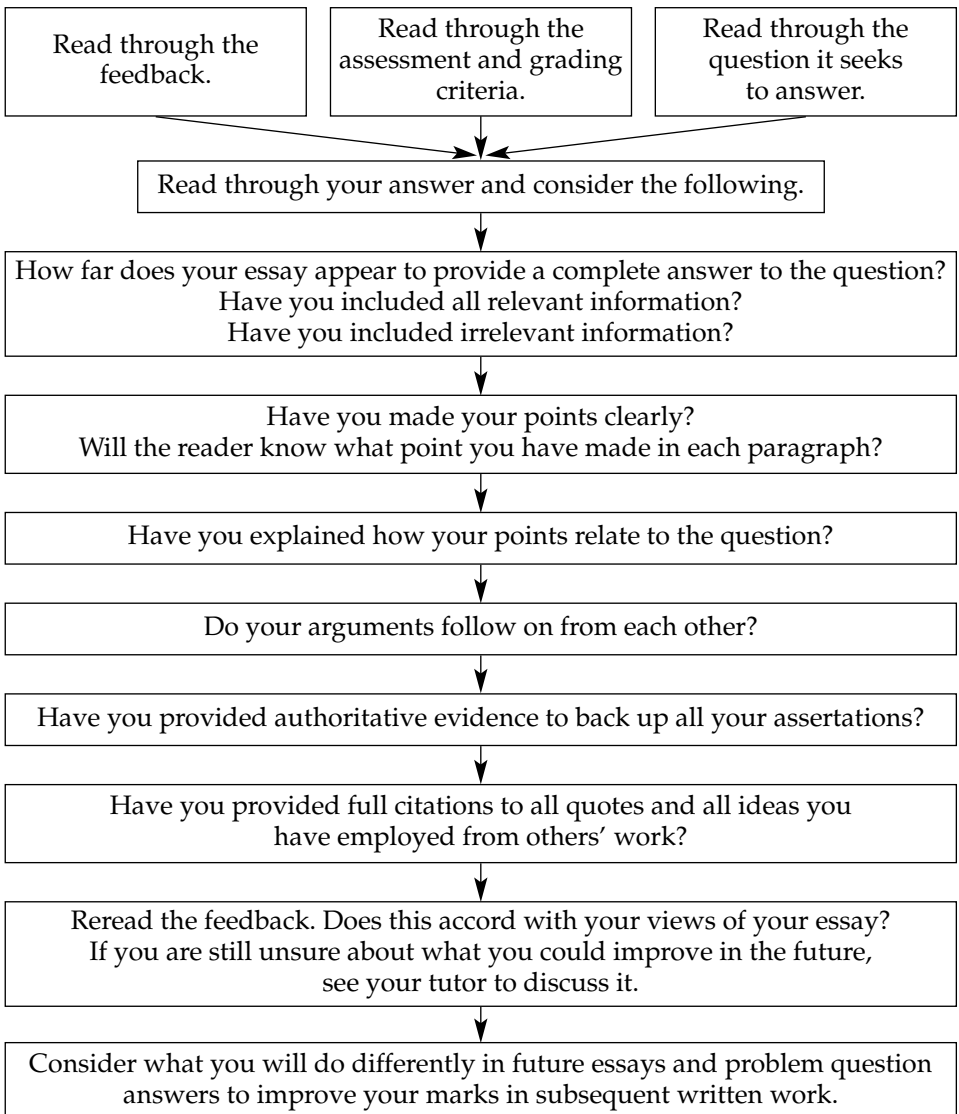 Read through the
feedback.
Read through the
assessment and grading
criteria.
Read through the
question it seeks
to answer.
Read through your answer and consider the following.
How far does your essay appear to provide a complete answer to the question?
Have you included all relevant information?
Have you included irrelevant information?
Have you made your points clearly?
Will the reader know what point you have made in each paragraph?
Have you explained how your points relate to the question?
Do your arguments follow on from each other?
Have you provided authoritative evidence to back up all your assertations?
Have you provided full citations to all quotes and all ideas you
have employed from others’ work?
Reread the feedback. Does this accord with your views of your essay?
If you are still unsure about what you could improve in the future,
see your tutor to discuss it.
Consider what you will do differently in future essays and problem question
answers to improve your marks in subsequent written work.